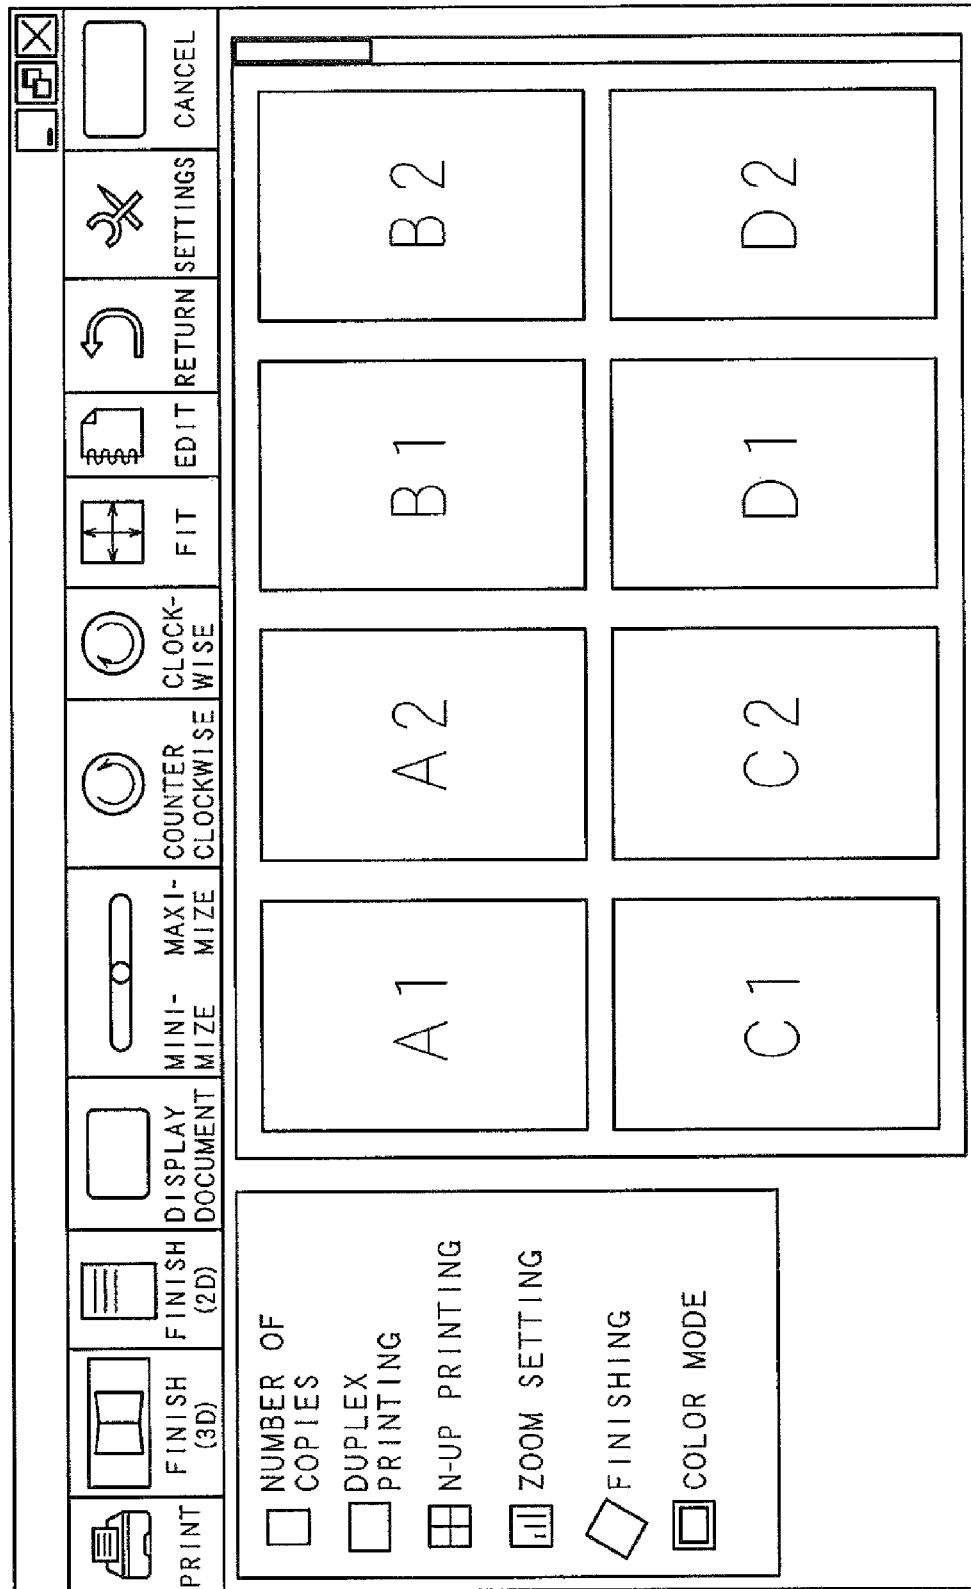 PRINT
FINISH
(3D)
FINISH
(2D)
DISPLAY
DOCUMENT
MINI-
MIZE
MAXI-
MIZE
COUNTER
CLOCKWISE
CLOCK-
WISE
FIT
EDIT
RETURN
SETTINGS
CANCEL
NUMBER OF
COPIES
DUPLEX
PRINTING
N-UP PRINTING
ZOOM SETTING
FINISHING
COLOR MODE
A1
A2
B1
B2
C1
C2
D1
D2